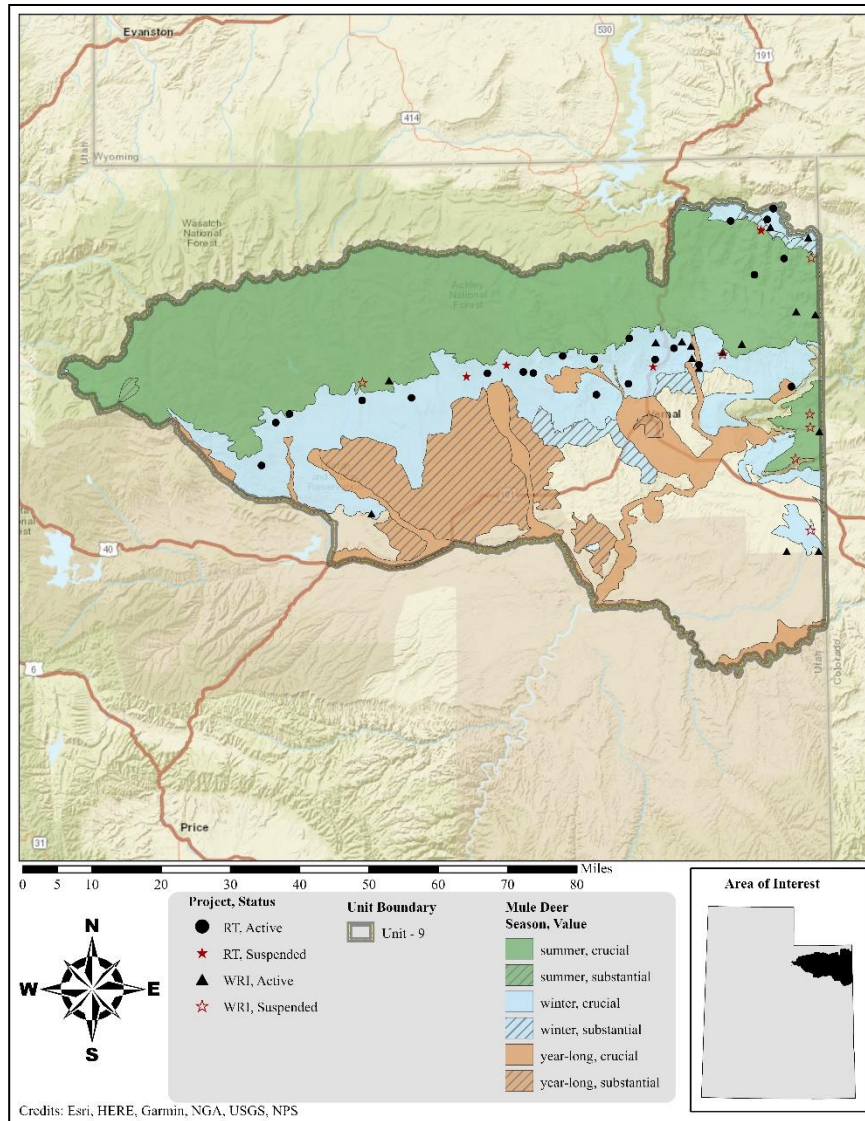 Evanston
530
191
414
Utah
Wyoming
Wasatch
National
Forest
Ashley
National
Forest
Vernal
and
191
40
6
Utah
Colorado
Price
31
Miles
0 5 10 20 30 40 50 60 70 80
Project, Status
RT, Active
RT, Suspended
WRI, Active
WRI, Suspended
Unit Boundary
Unit - 9
Mule Deer
Season, Value
summer, crucial
summer, substantial
winter, crucial
winter, substantial
year-long, crucial
year-long, substantial
Area of Interest
N
W E
S
Credits: Esri, HERE, Garmin, NGA, USGS, NPS